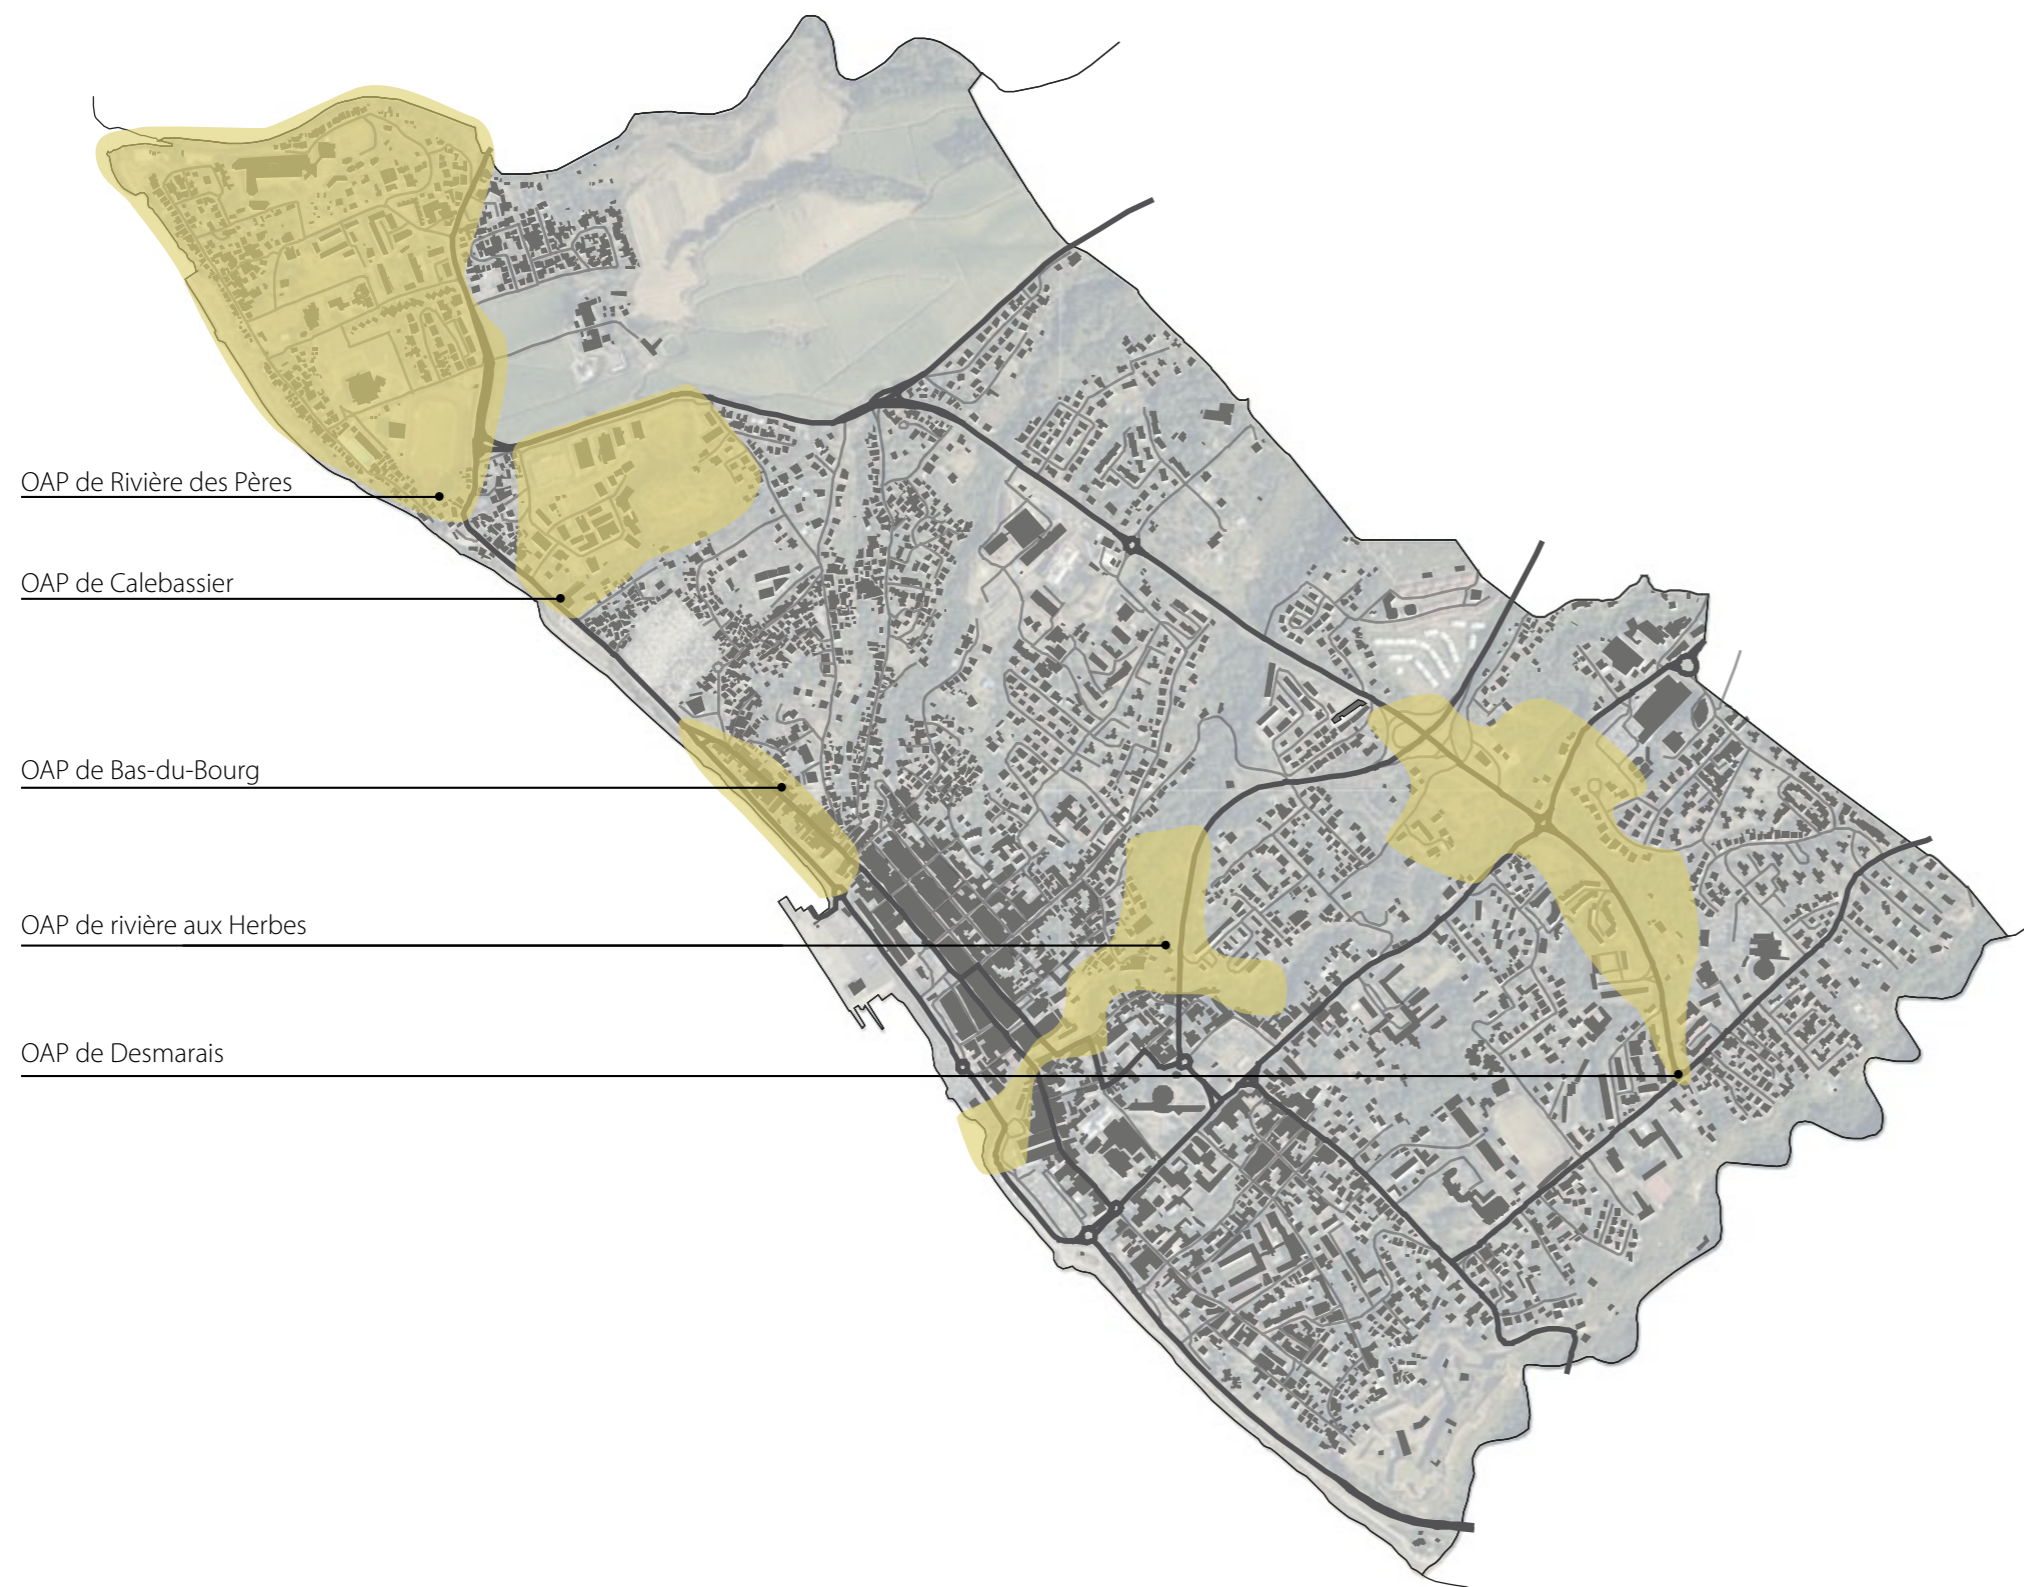 OAP de Rivière des Pères
OAP de Calebassier
OAP de Bas-du-Bourg
OAP de rivière aux Herbes
OAP de Desmarais